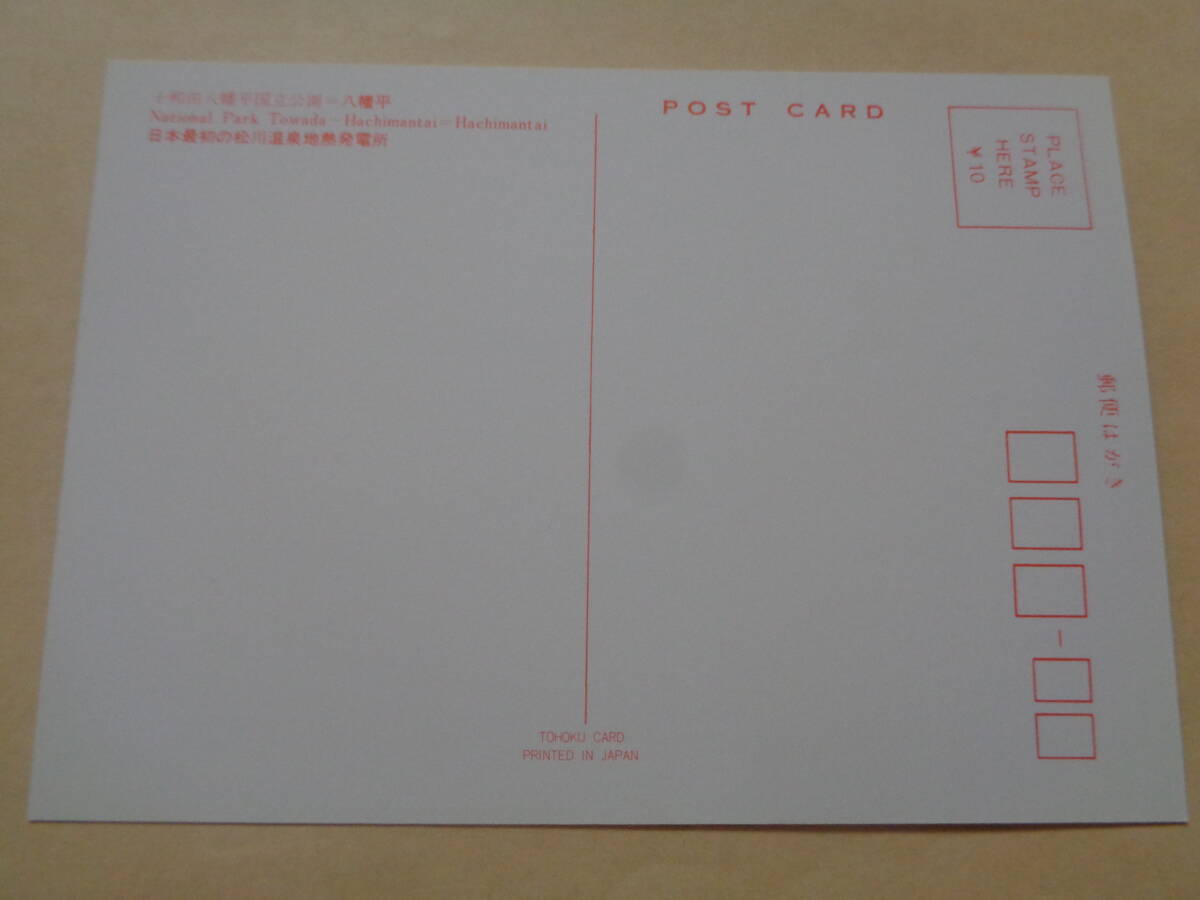 十和田八幡平国立公園=八幡平
National Park Towada-Hachimantai=Hachimantai
日本最初の松川温泉地熱発電所
POST CARD
PLACE
STAMP
HERE
¥10
郵便はがき
TOHOKU CARD
PRINTED IN JAPAN